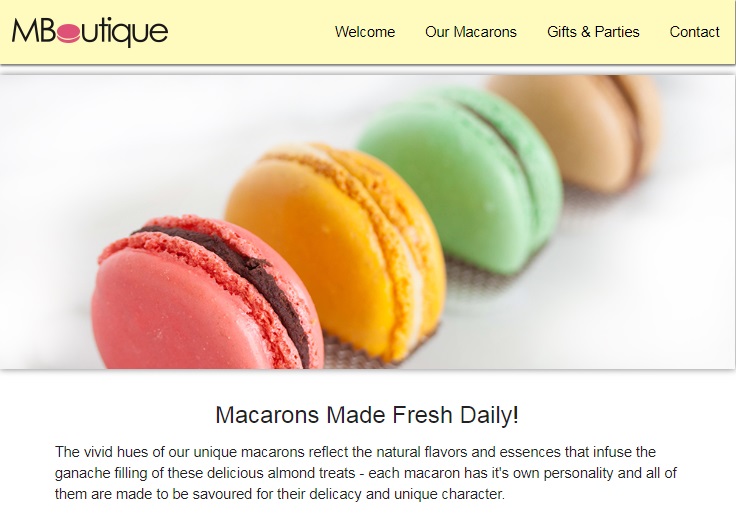 MBoutique
Welcome Our Macarons Gifts & Parties Contact
Macarons Made Fresh Daily!
The vivid hues of our unique macarons reflect the natural flavors and essences that infuse the
ganache filling of these delicious almond treats - each macaron has it's own personality and all of
them are made to be savoured for their delicacy and unique character.